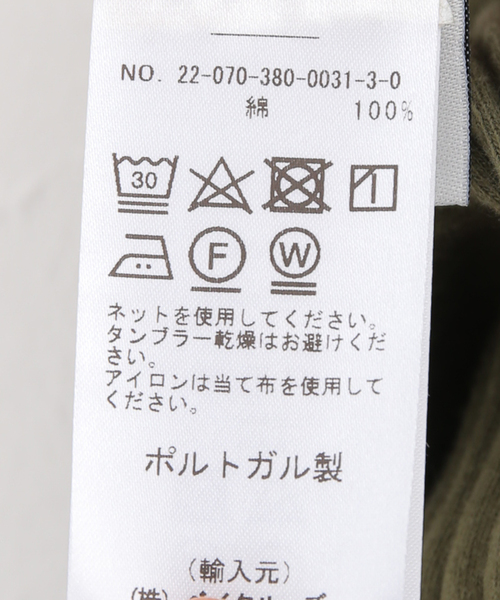 NO. 22-070-380-0031-3-0
綿 100%
30
F W
ネットを使用してください。
タンブラー乾燥はお避けくだ
さい。
アイロンは当て布を使用して
ください。
ポルトガル製
(輸入元)
(株)